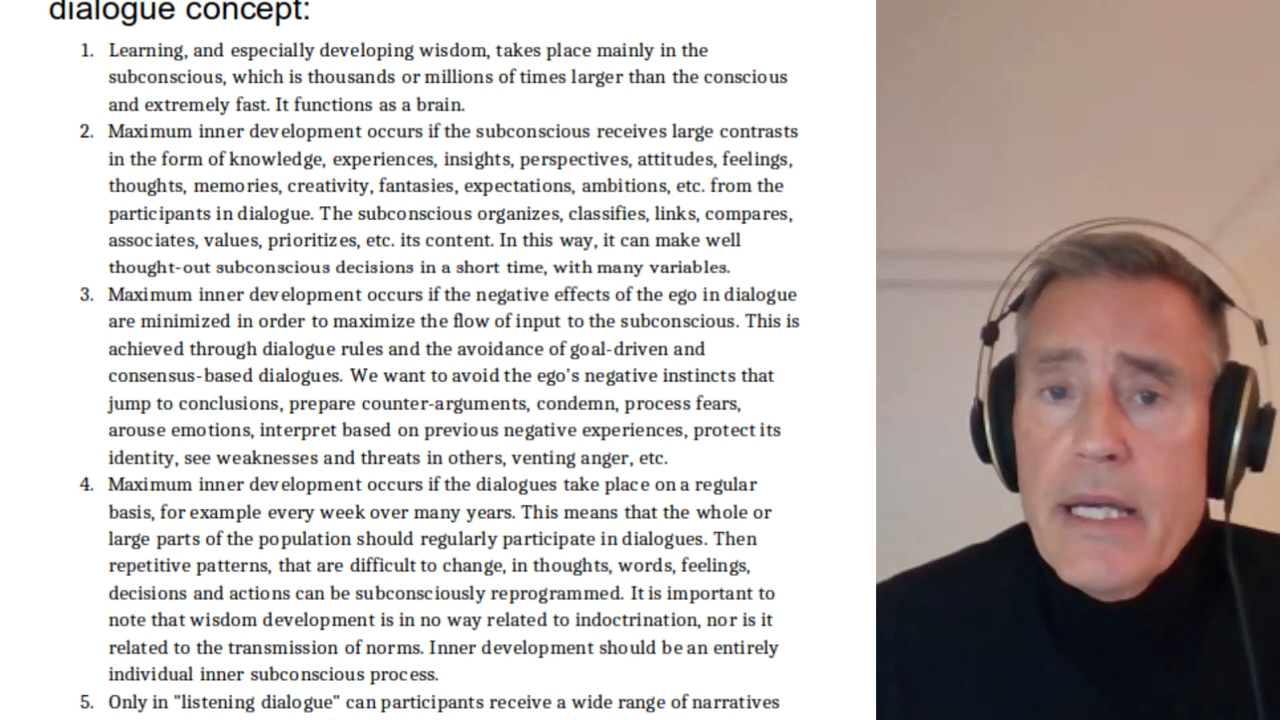 dialogue concept:
1. Learning, and especially developing wisdom, takes place mainly in the
subconscious, which is thousands or millions of times larger than the conscious
and extremely fast. It functions as a brain.
2. Maximum inner development occurs if the subconscious receives large contrasts
in the form of knowledge, experiences, insights, perspectives, attitudes, feelings,
thoughts, memories, creativity, fantasies, expectations, ambitions, etc. from the
participants in dialogue. The subconscious organizes, classifies, links, compares,
associates, values, prioritizes, etc. its content. In this way, it can make well
thought-out subconscious decisions in a short time, with many variables.
3. Maximum inner development occurs if the negative effects of the ego in dialogue
are minimized in order to maximize the flow of input to the subconscious. This is
achieved through dialogue rules and the avoidance of goal-driven and
consensus-based dialogues. We want to avoid the ego's negative instincts that
jump to conclusions, prepare counter-arguments, condemn, process fears,
arouse emotions, interpret based on previous negative experiences, protect its
identity, see weaknesses and threats in others, venting anger, etc.
4. Maximum inner development occurs if the dialogues take place on a regular
basis, for example every week over many years. This means that the whole or
large parts of the population should regularly participate in dialogues. Then
repetitive patterns, that are difficult to change, in thoughts, words, feelings,
decisions and actions can be subconsciously reprogrammed. It is important to
note that wisdom development is in no way related to indoctrination, nor is it
related to the transmission of norms. Inner development should be an entirely
individual inner subconscious process.
5. Only in "listening dialogue" can participants receive a wide range of narratives